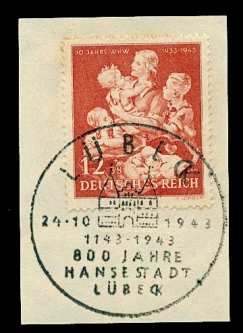 10 JAHRE WHW. 1933-1943
12+38
DEUTSCHES REICH
LÜBECK
24·10 1943
1143-1943
800 JAHRE
HANSESTADT
LÜBECK